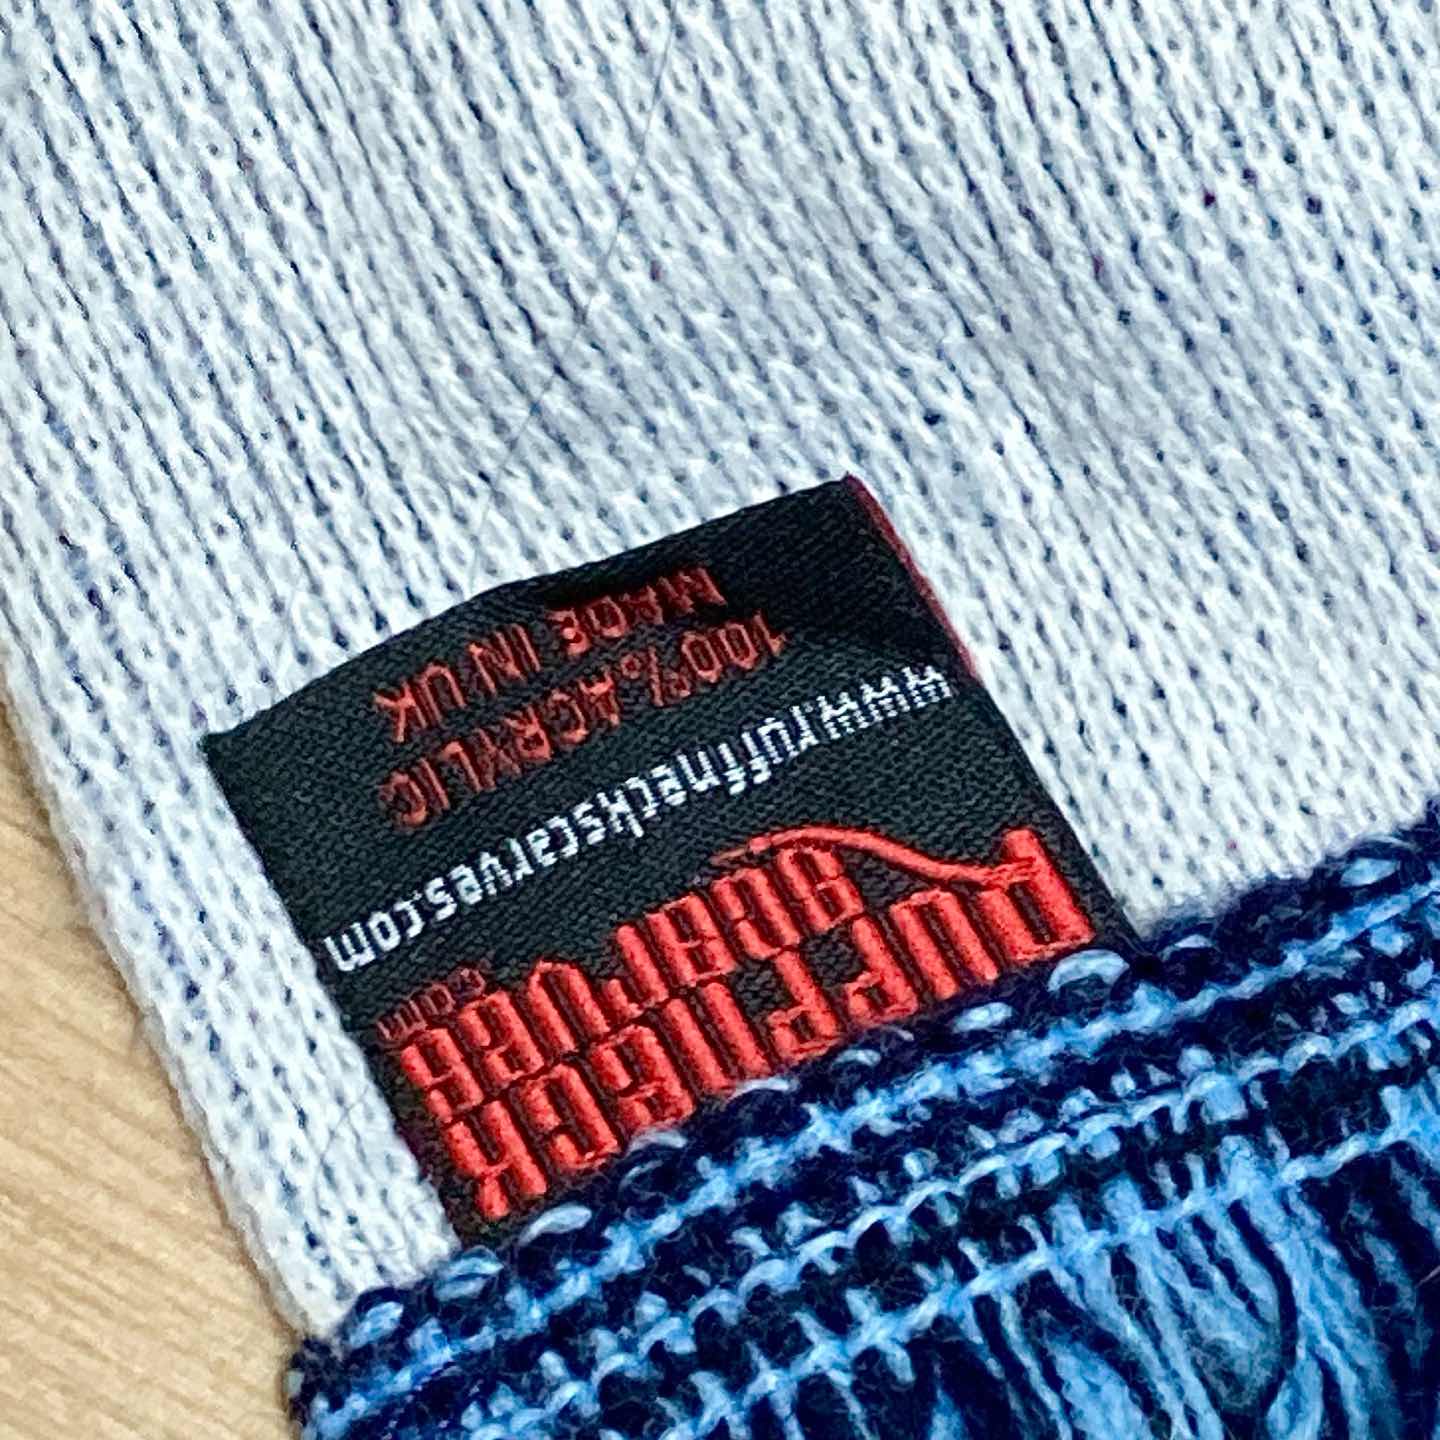 RUFFNECK
SCARVES
.com
www.ruffneckscarves.com
100% ACRYLIC
MADE IN UK